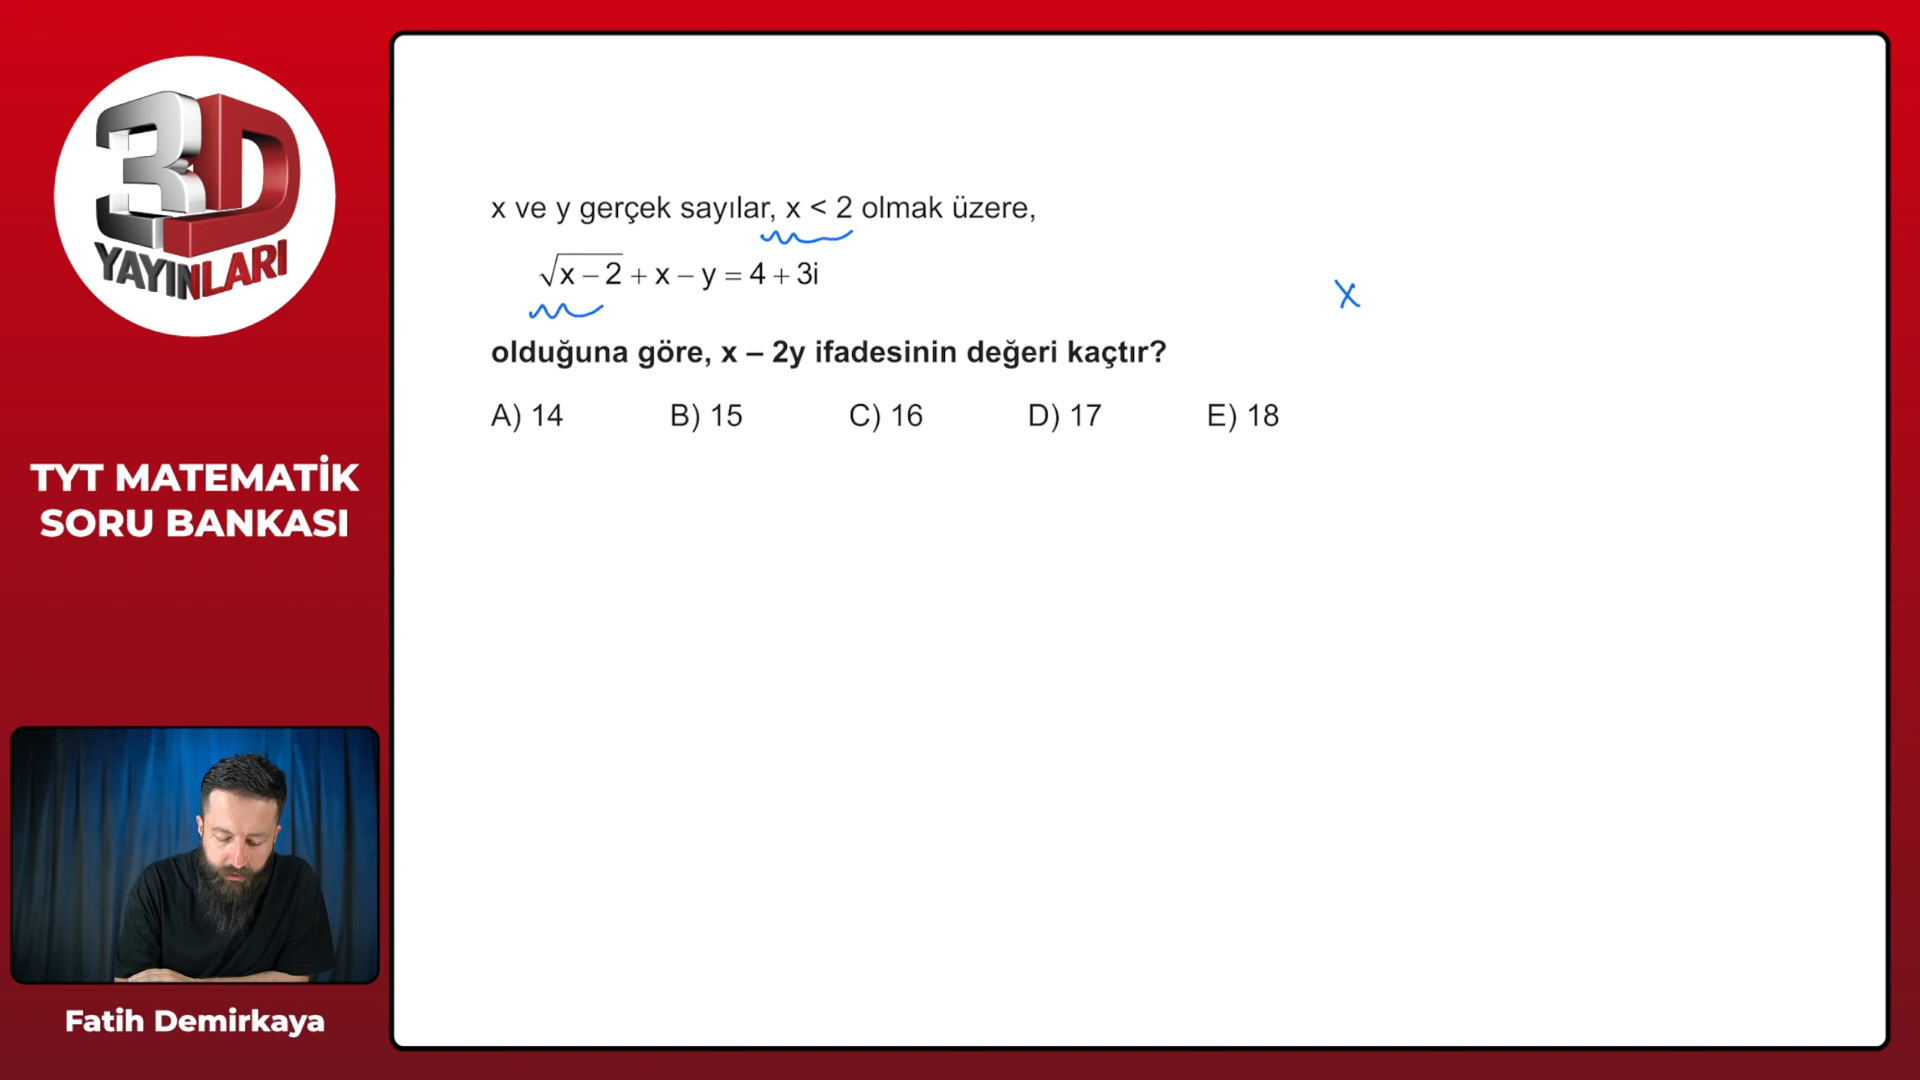 3D
YAYINLARI
TYT MATEMATİK
SORU BANKASI
Fatih Demirkaya
x ve y gerçek sayılar, x < 2 olmak üzere,
√x – 2 + x – y = 4 + 3i
x
olduğuna göre, x – 2y ifadesinin değeri kaçtır?
A) 14 B) 15 C) 16 D) 17 E) 18